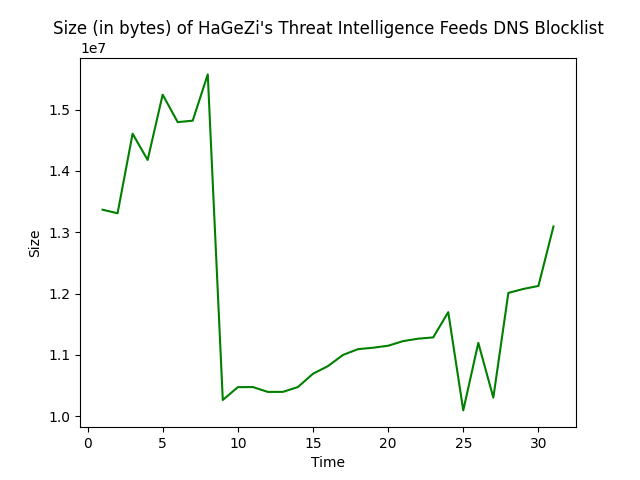 Size (in bytes) of HaGeZi's Threat Intelligence Feeds DNS Blocklist
1e7
1.5
1.4
1.3
1.2
1.1
1.0
Size
0 5 10 15 20 25 30
Time